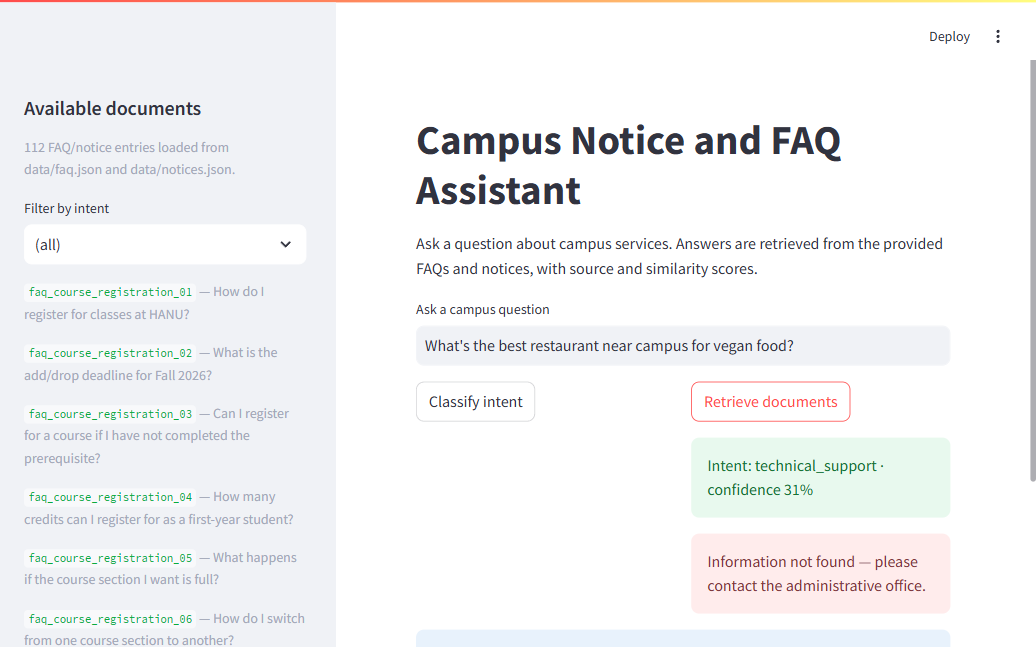 Deploy
Available documents
112 FAQ/notice entries loaded from
data/faq.json and data/notices.json.
Filter by intent
(all)
faq_course_registration_01 — How do I
register for classes at HANU?
faq_course_registration_02 — What is the
add/drop deadline for Fall 2026?
faq_course_registration_03 — Can I register
for a course if I have not completed the
prerequisite?
faq_course_registration_04 — How many
credits can I register for as a first-year student?
faq_course_registration_05 — What happens
if the course section I want is full?
faq_course_registration_06 — How do I switch
from one course section to another?
Campus Notice and FAQ
Assistant
Ask a question about campus services. Answers are retrieved from the provided
FAQs and notices, with source and similarity scores.
Ask a campus question
What's the best restaurant near campus for vegan food?
Classify intent
Retrieve documents
Intent: technical_support ·
confidence 31%
Information not found — please
contact the administrative office.